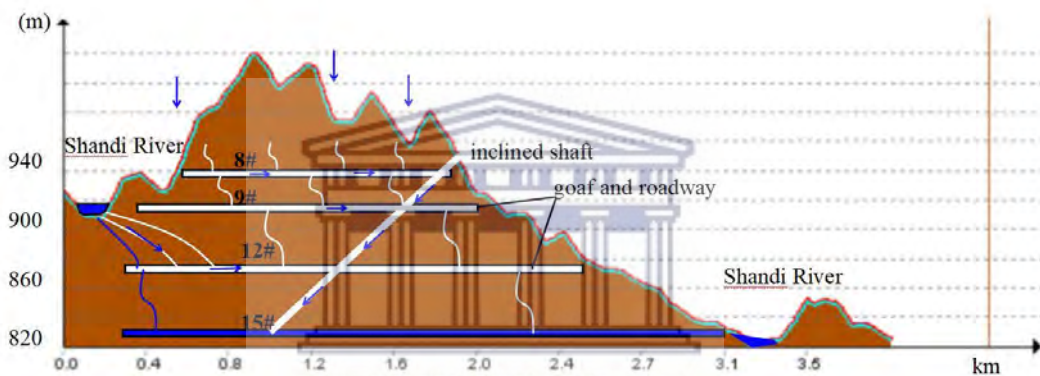 (m)
Shandi River
940
8#
inclined shaft
9#
goaf and roadway
900
12#
860
Shandi River
15#
820
0.0 0.4 0.8 1.2 1.6 2.0 2.4 2.7 3.1 3.5
km